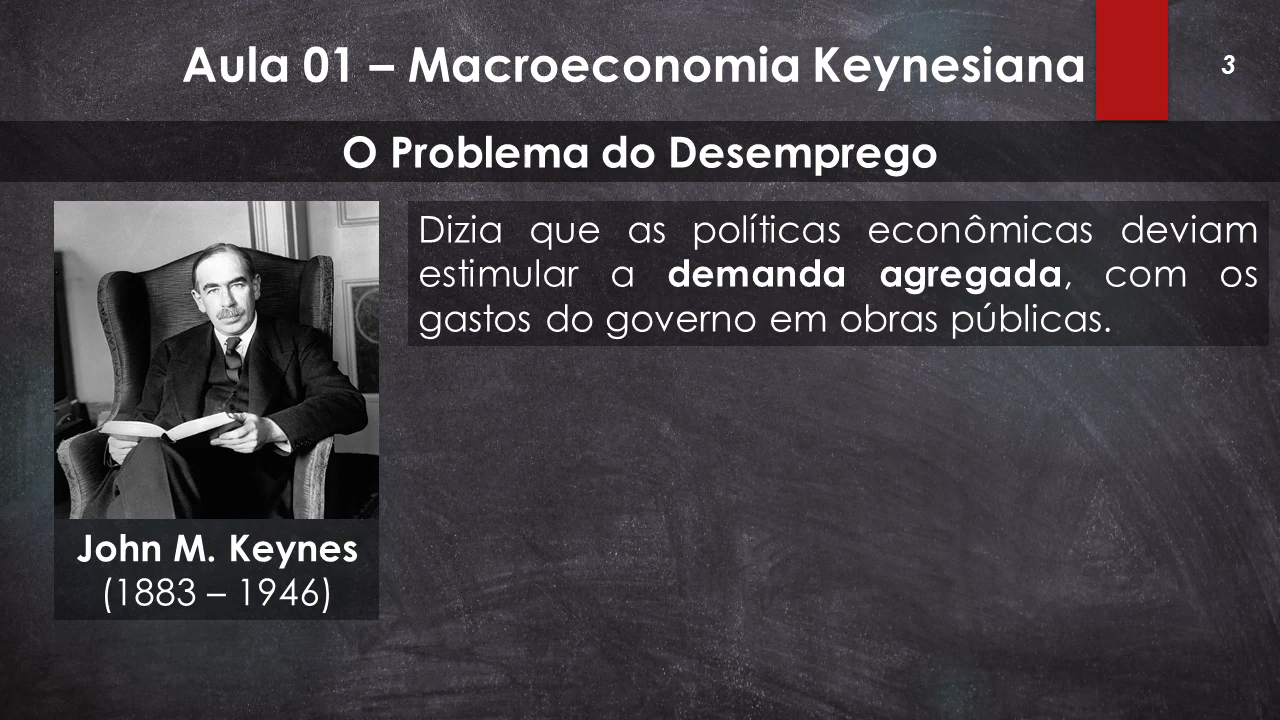 Aula 01 – Macroeconomia Keynesiana
3
O Problema do Desemprego
Dizia que as políticas econômicas deviam
estimular a demanda agregada, com os
gastos do governo em obras públicas.
John M. Keynes
(1883 – 1946)